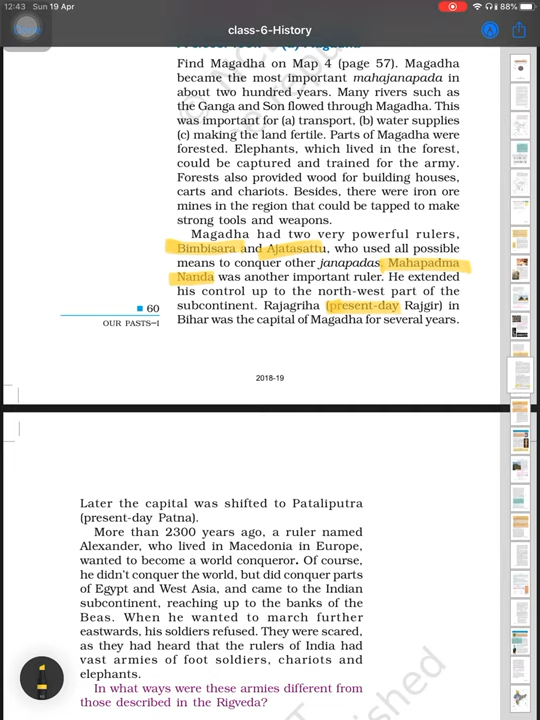 12:43 Sun 19 Apr
88%
class-6-History
A closer look — (a) Magadha
Find Magadha on Map 4 (page 57). Magadha
became the most important mahajanapada in
about two hundred years. Many rivers such as
the Ganga and Son flowed through Magadha. This
was important for (a) transport, (b) water supplies
(c) making the land fertile. Parts of Magadha were
forested. Elephants, which lived in the forest,
could be captured and trained for the army.
Forests also provided wood for building houses,
carts and chariots. Besides, there were iron ore
mines in the region that could be tapped to make
strong tools and weapons.
Magadha had two very powerful rulers,
Bimbisara and Ajatasattu, who used all possible
means to conquer other janapadas. Mahapadma
Nanda was another important ruler. He extended
his control up to the north-west part of the
subcontinent. Rajagriha (present-day Rajgir) in
Bihar was the capital of Magadha for several years.
60
OUR PASTS–I
2018-19
Later the capital was shifted to Pataliputra
(present-day Patna).
More than 2300 years ago, a ruler named
Alexander, who lived in Macedonia in Europe,
wanted to become a world conqueror. Of course,
he didn't conquer the world, but did conquer parts
of Egypt and West Asia, and came to the Indian
subcontinent, reaching up to the banks of the
Beas. When he wanted to march further
eastwards, his soldiers refused. They were scared,
as they had heard that the rulers of India had
vast armies of foot soldiers, chariots and
elephants.
In what ways were these armies different from
those described in the Rigveda?